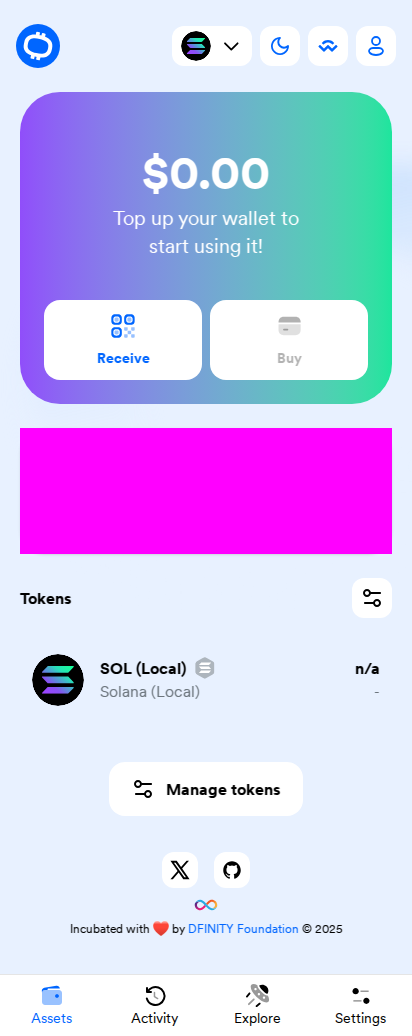 $0.00
Top up your wallet to
start using it!
Receive
Buy
Tokens
SOL (Local)
n/a
Solana (Local)
-
Manage tokens
Incubated with ❤️ by DFINITY Foundation © 2025
Assets
Activity
Explore
Settings